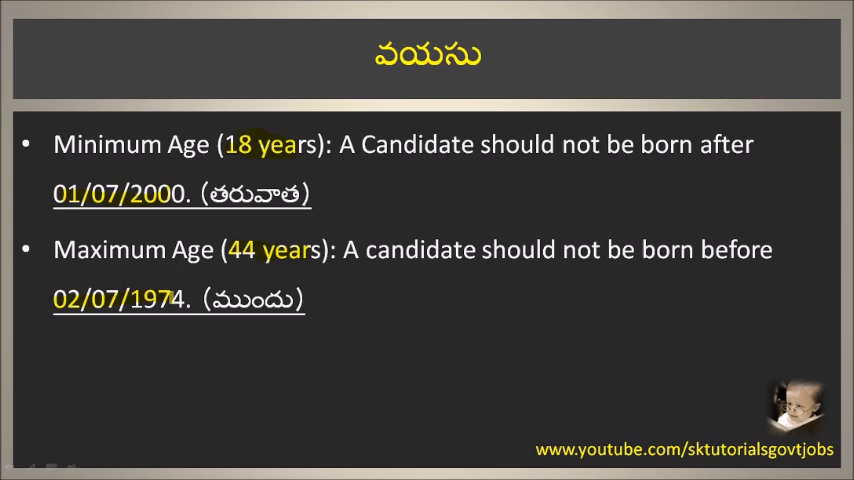 వయసు
• Minimum Age (18 years): A Candidate should not be born after
01/07/2000. (తరువాత)
• Maximum Age (44 years): A candidate should not be born before
02/07/1974. (ముందు)
www.youtube.com/sktutorialsgovtjobs